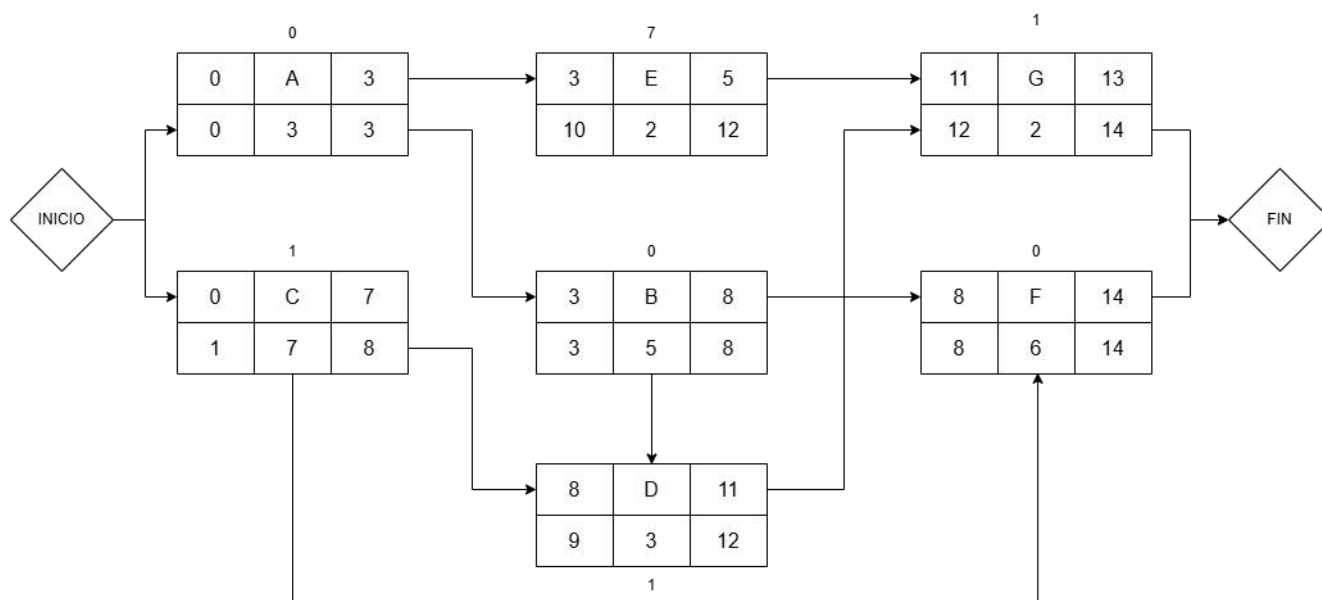 0 7 1
0 A 3 3 E 5 11 G 13
0 3 3 10 2 12 12 2 14
INICIO FIN
1 0 0
0 C 7 3 B 8 8 F 14
1 7 8 3 5 8 8 6 14
8 D 11
9 3 12
1